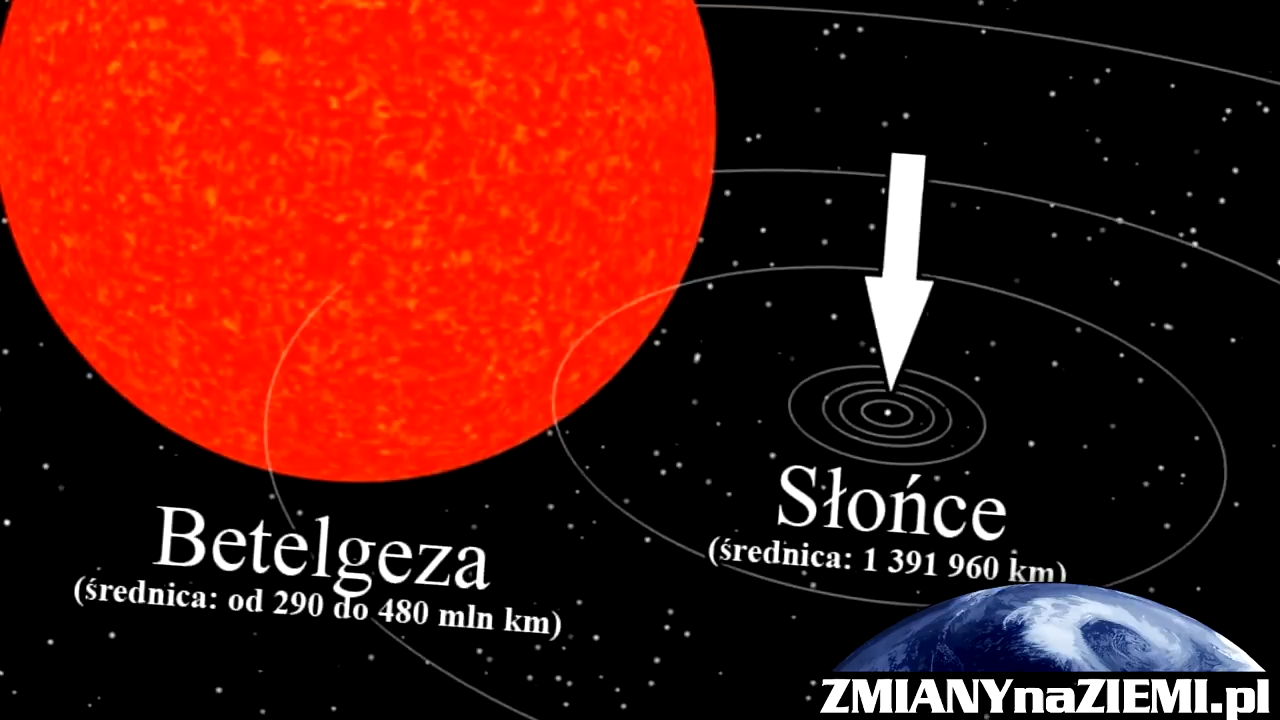 Betelgeza
(średnica: od 290 do 480 mln km)
Słońce
(średnica: 1 391 960 km)
ZMIANYnaZIEMI.pl